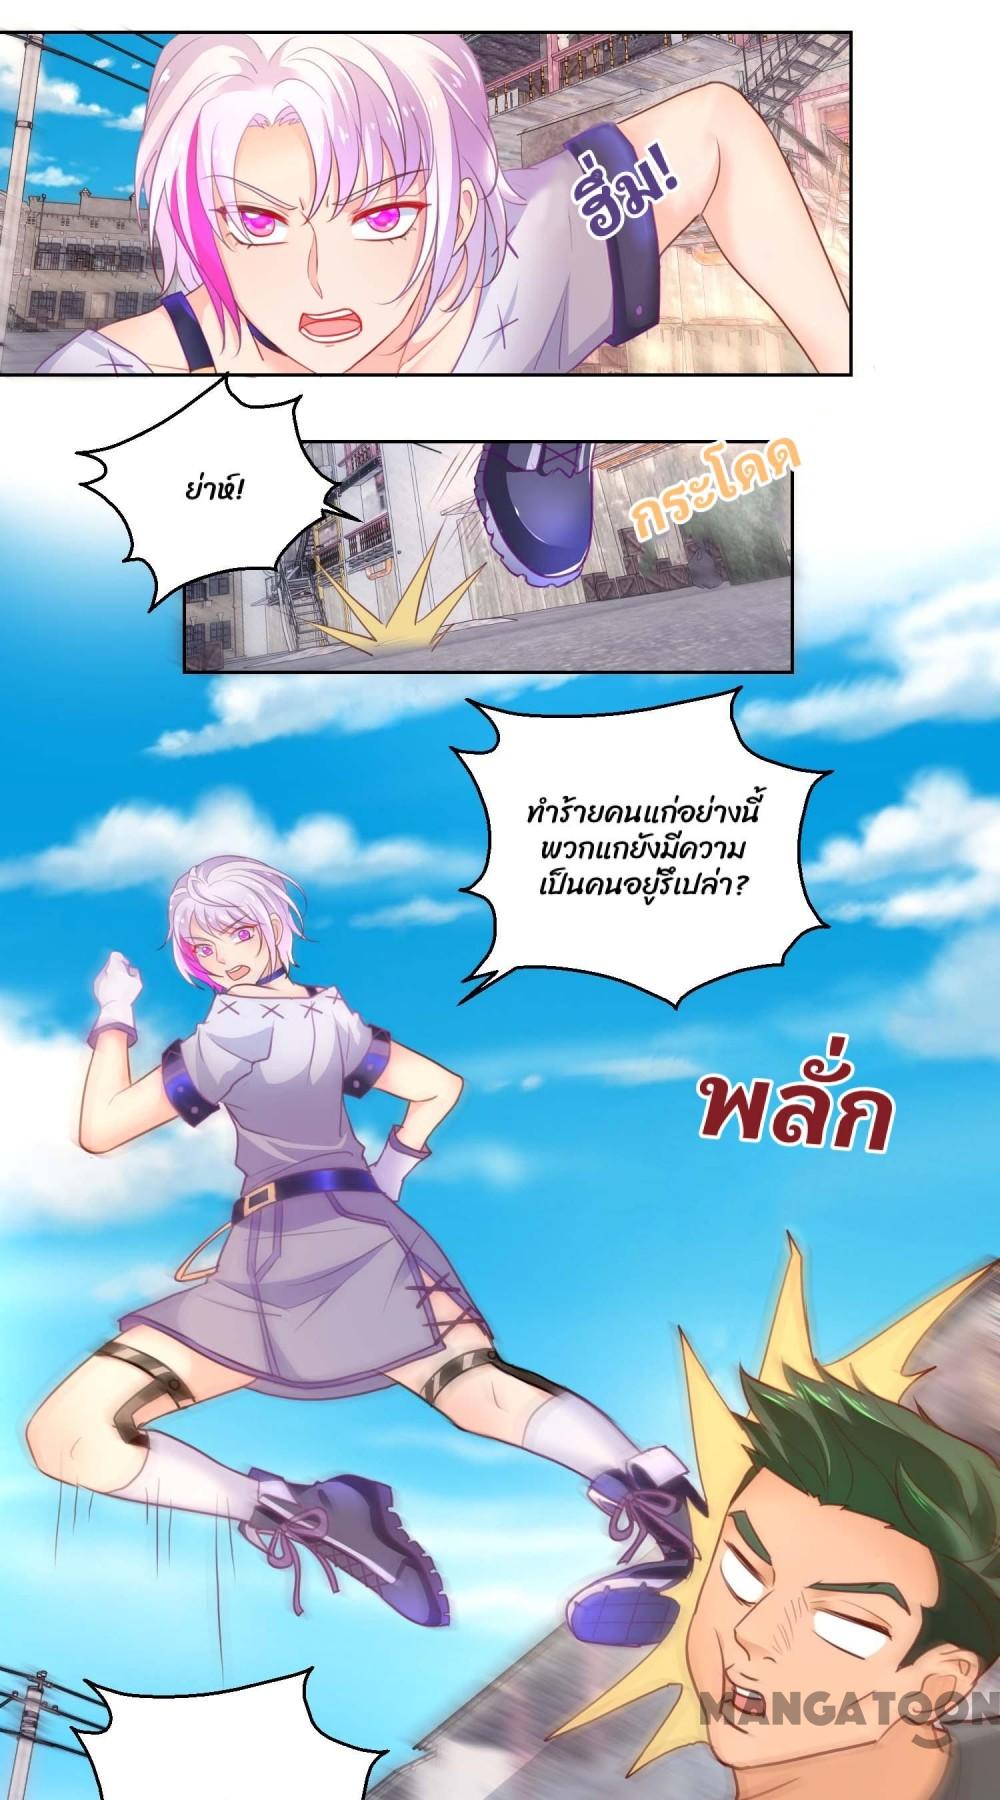 ฮึ่ม!
ย่าห์!
กระโดด
ทำร้ายคนแก่อย่างนี้
พวกแกยังมีความ
เป็นคนอยู่รึเปล่า?
พลั่ก
MANGATOON